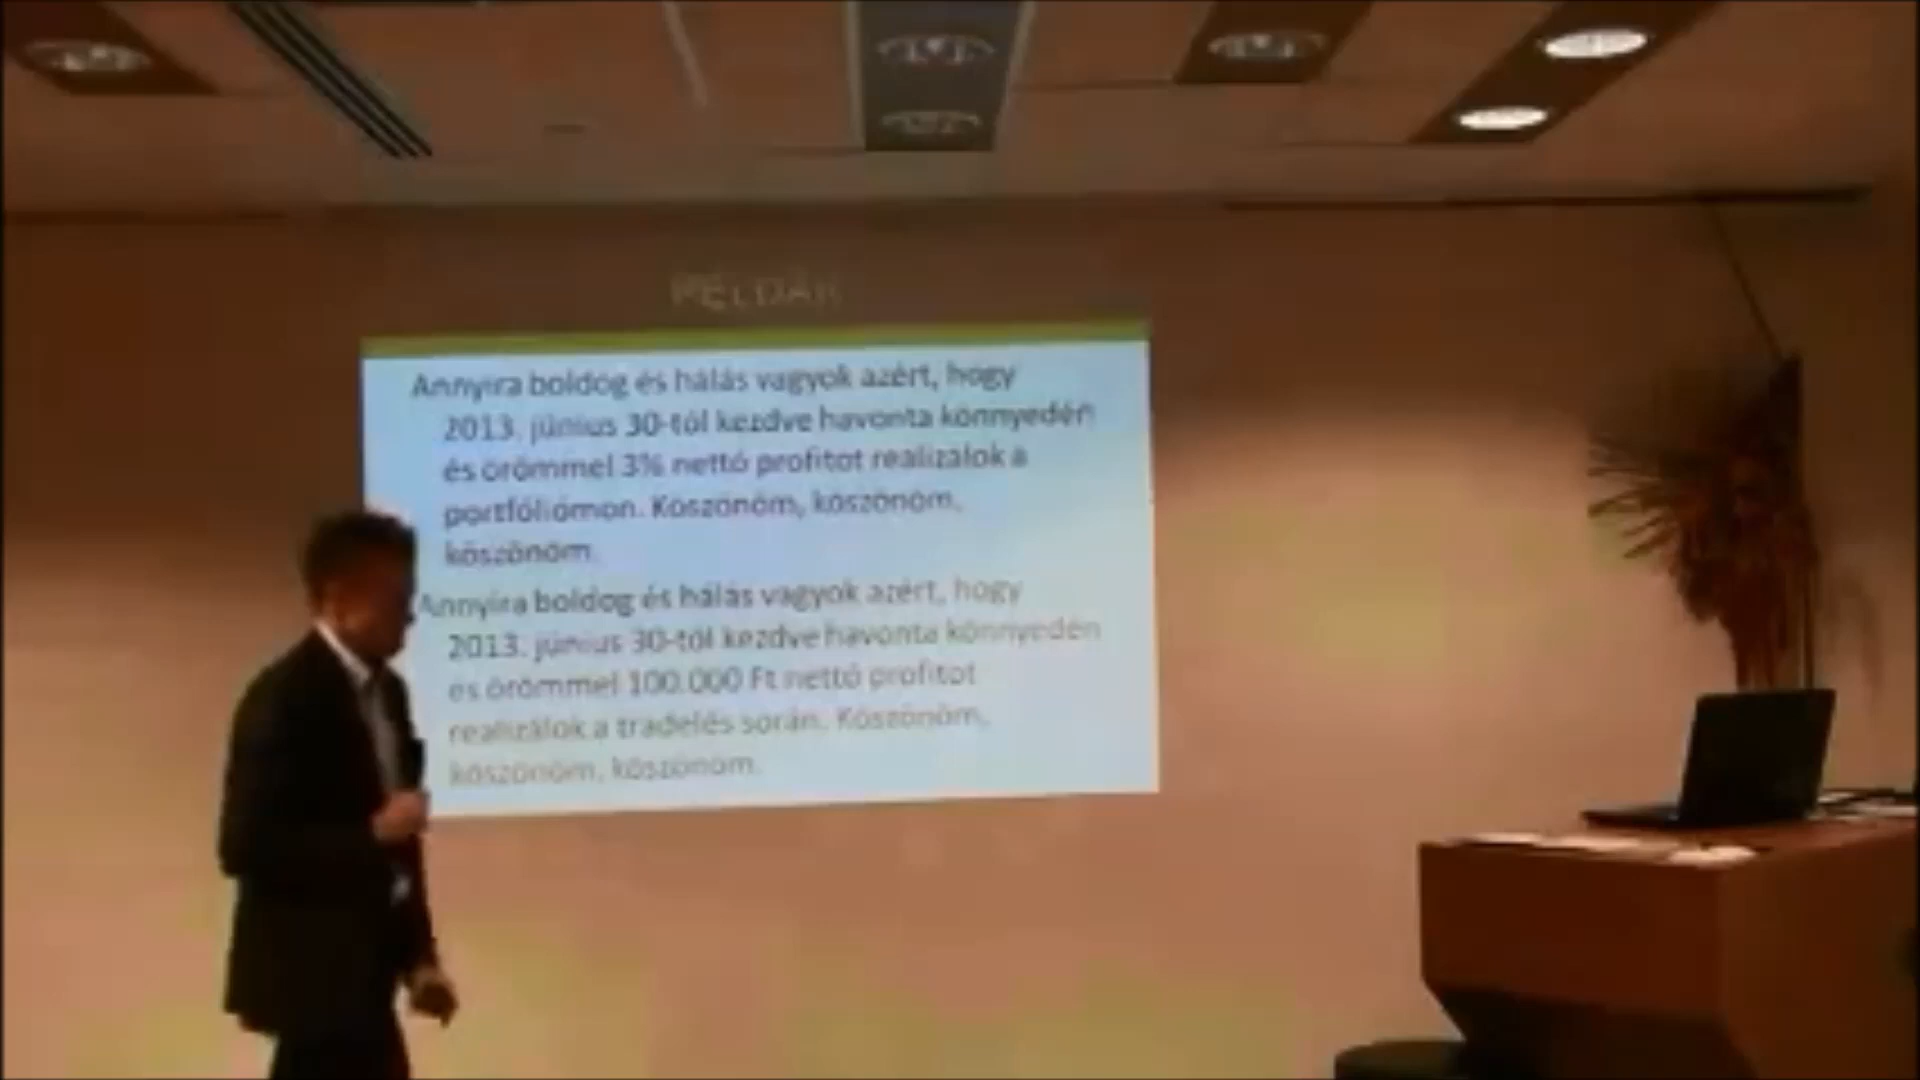 PÉLDÁK
Annyira boldog és hálás vagyok azért, hogy
2013. június 30-tól kezdve havonta könnyedén
és örömmel 3% nettó profitot realizálok a
portfóliómon. Köszönöm, köszönöm,
köszönöm.
Annyira boldog és hálás vagyok azért, hogy
2013. június 30-tól kezdve havonta könnyedén
és örömmel 100.000 Ft nettó profitot
realizálok a tradelés során. Köszönöm,
köszönöm, köszönöm.